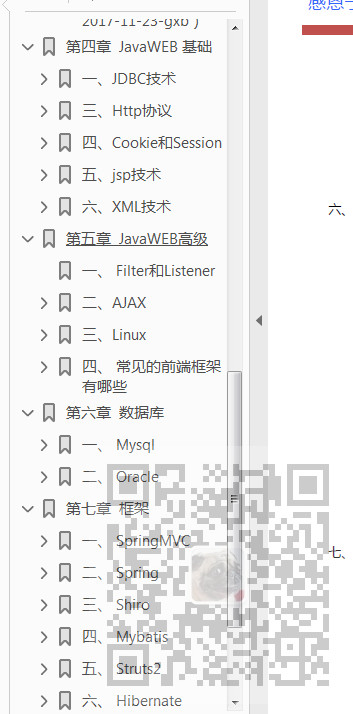 2017-11-23-gxb）
第四章 JavaWEB 基础
一、JDBC技术
三、Http协议
四、Cookie和Session
五、jsp技术
六、XML技术
第五章 JavaWEB高级
一、 Filter和Listener
二、AJAX
三、Linux
四、 常见的前端框架
有哪些
第六章 数据库
一、 Mysql
二、Oracle
第七章 框架
一、SpringMVC
二、Spring
三、Shiro
四、Mybatis
五、Struts2
六、 Hibernate
六、
七、